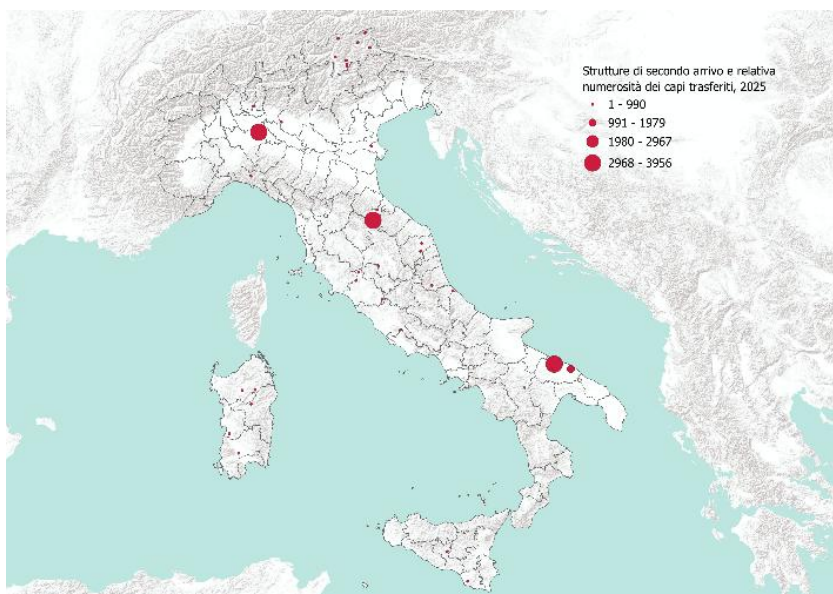 Strutture di secondo arrivo e relativa
numerosità dei capi trasferiti, 2025
1 - 990
991 - 1979
1980 - 2967
2968 - 3956